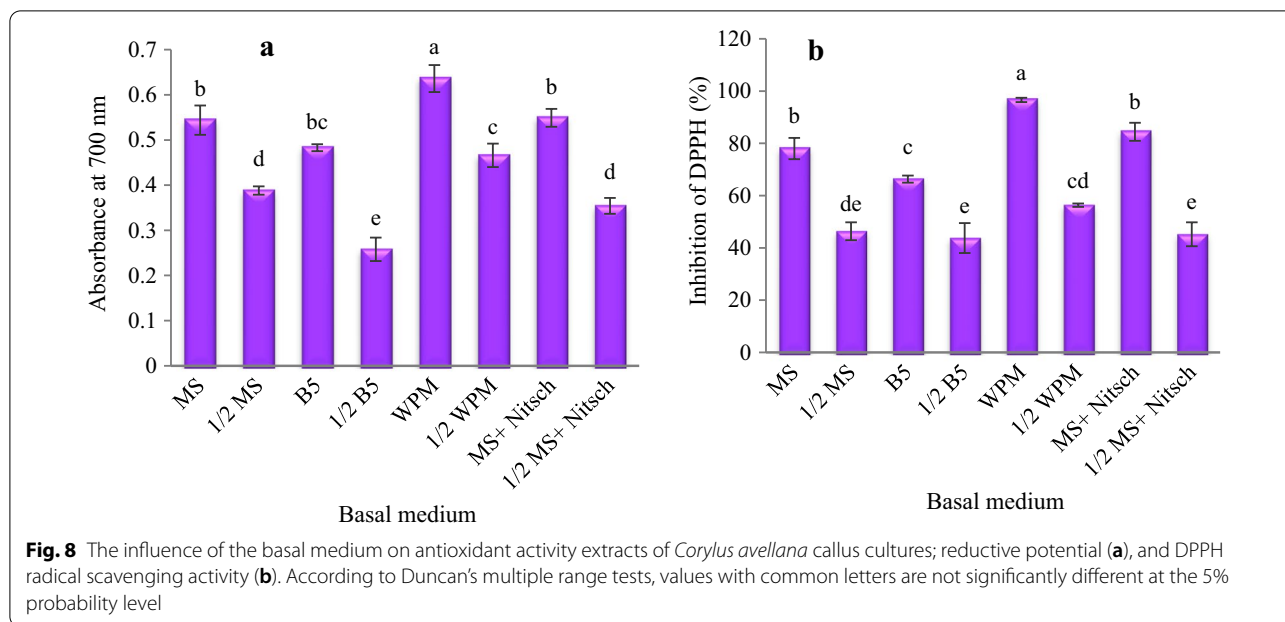 a
Absorbance at 700 nm
0.7
0.6
0.5
0.4
0.3
0.2
0.1
0
b
d
bc
e
a
c
b
d
MS
1/2 MS
B5
1/2 B5
WPM
1/2 WPM
MS+ Nitsch
1/2 MS+ Nitsch
Basal medium
b
Inhibition of DPPH (%)
120
100
80
60
40
20
0
b
de
c
e
a
cd
b
e
MS
1/2 MS
B5
1/2 B5
WPM
1/2 WPM
MS+ Nitsch
1/2 MS+ Nitsch
Basal medium
Fig. 8 The influence of the basal medium on antioxidant activity extracts of Corylus avellana callus cultures; reductive potential (a), and DPPH
radical scavenging activity (b). According to Duncan's multiple range tests, values with common letters are not significantly different at the 5%
probability level